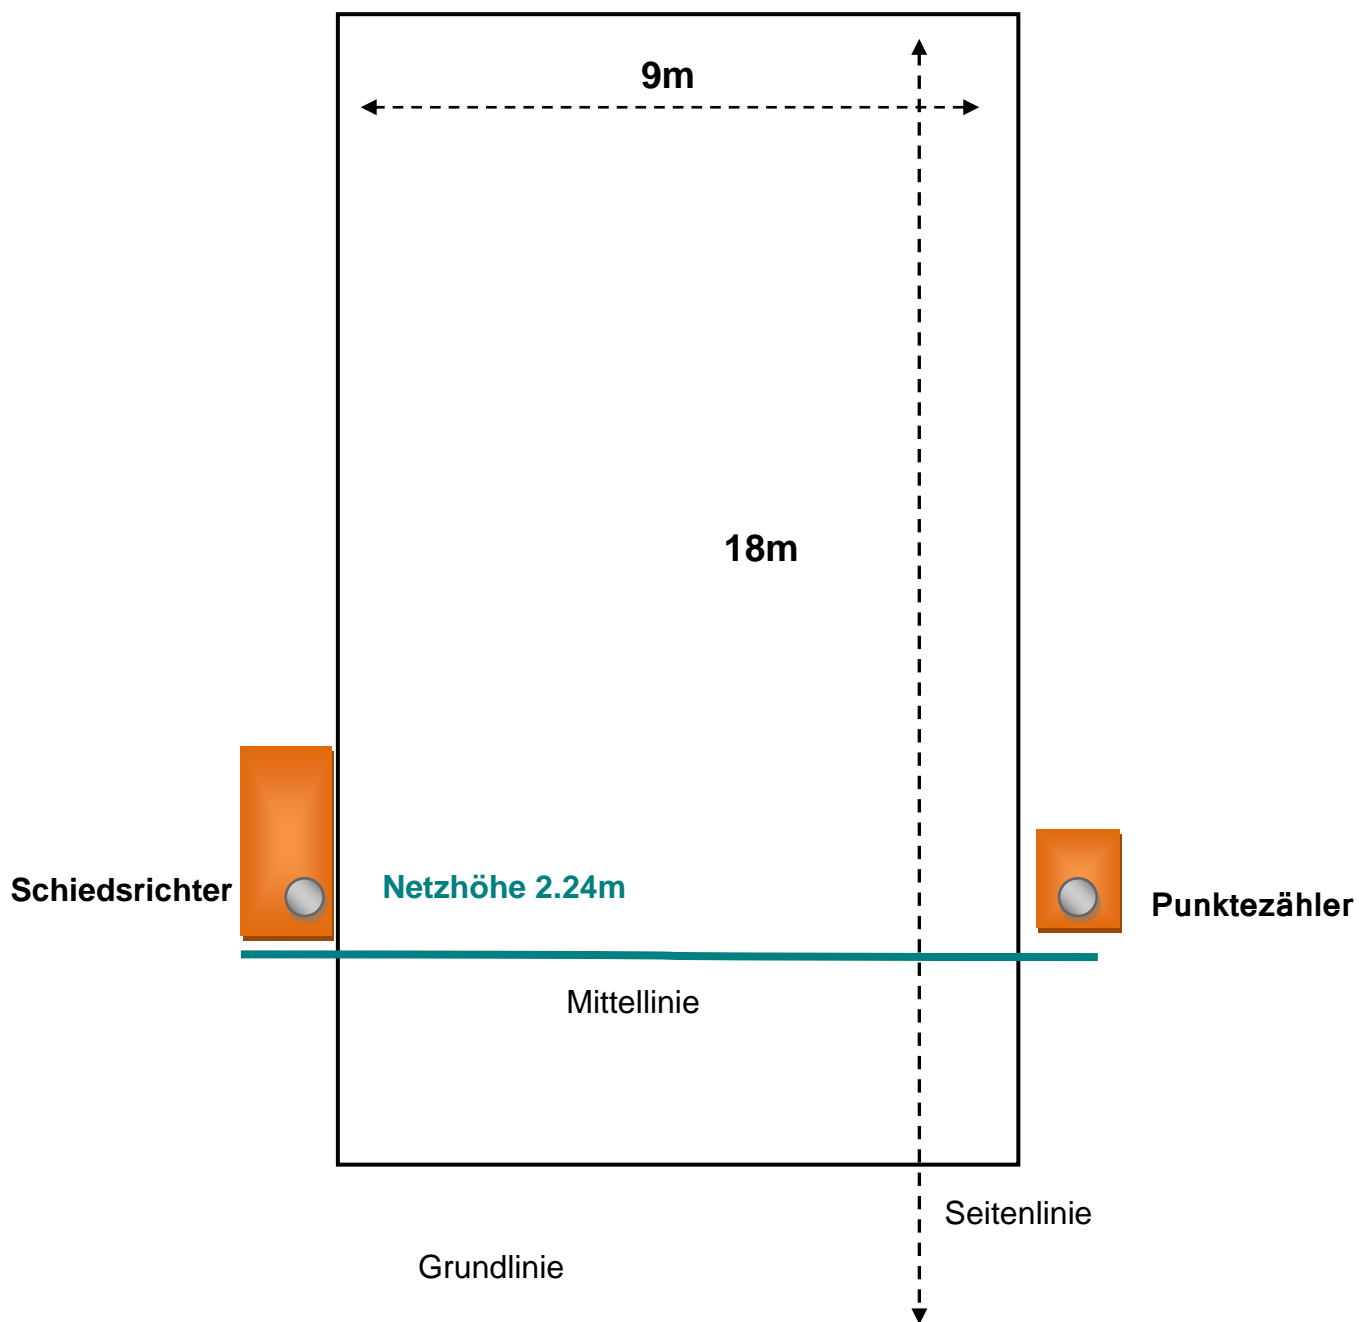 9m
18m
Schiedsrichter
Netzhöhe 2.24m
Punktezähler
Mittellinie
Seitenlinie
Grundlinie